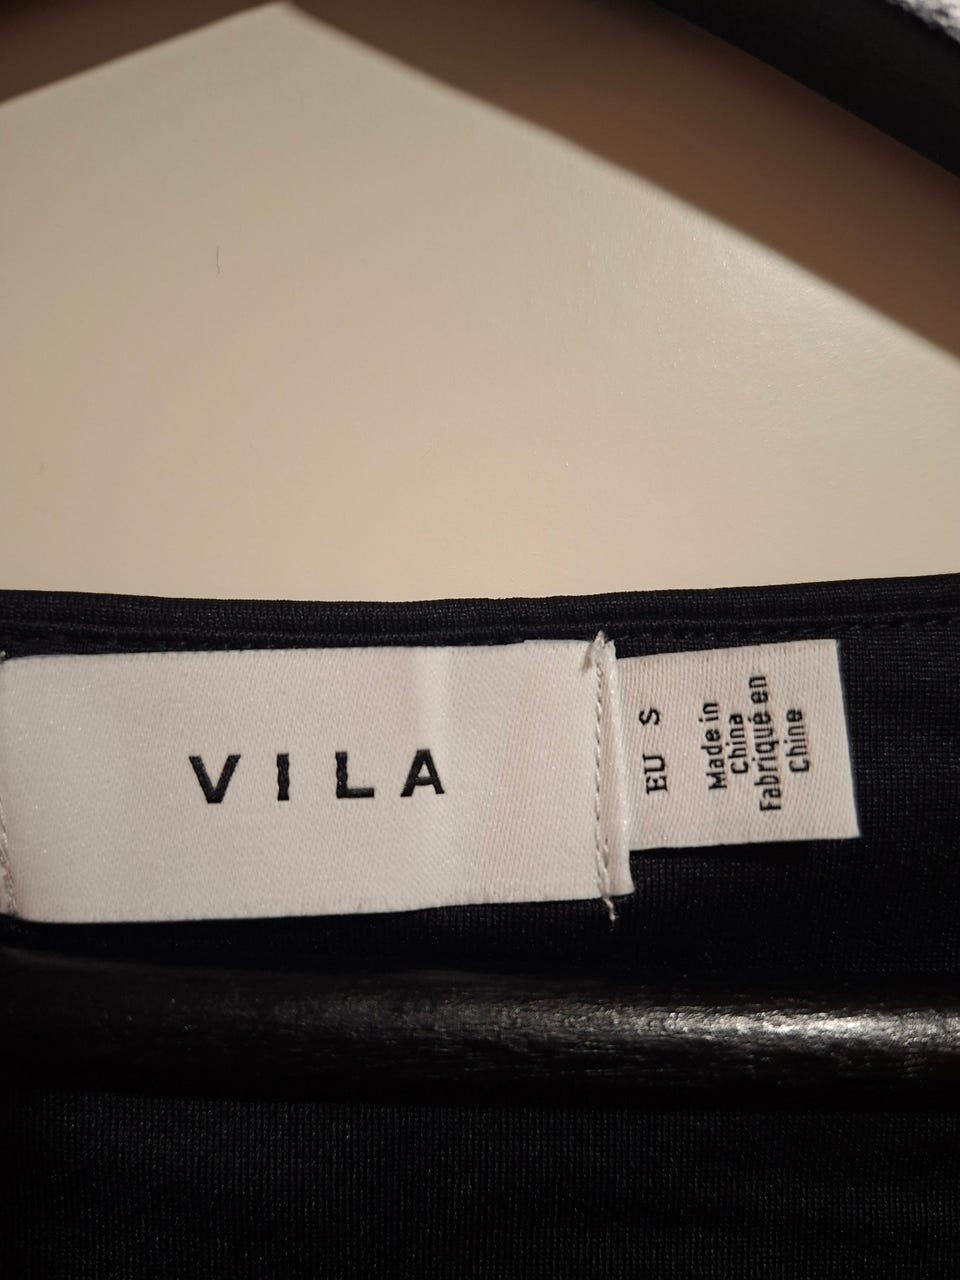 VILA
EU S
Made in
China
Fabriqué en
Chine